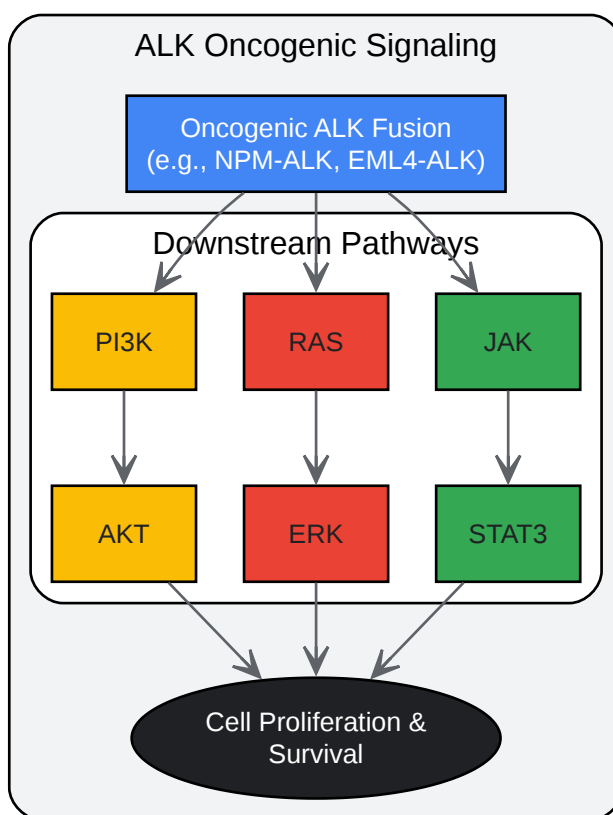 ALK Oncogenic Signaling
Oncogenic ALK Fusion
(e.g., NPM-ALK, EML4-ALK)
Downstream Pathways
PI3K
RAS
JAK
AKT
ERK
STAT3
Cell Proliferation &
Survival